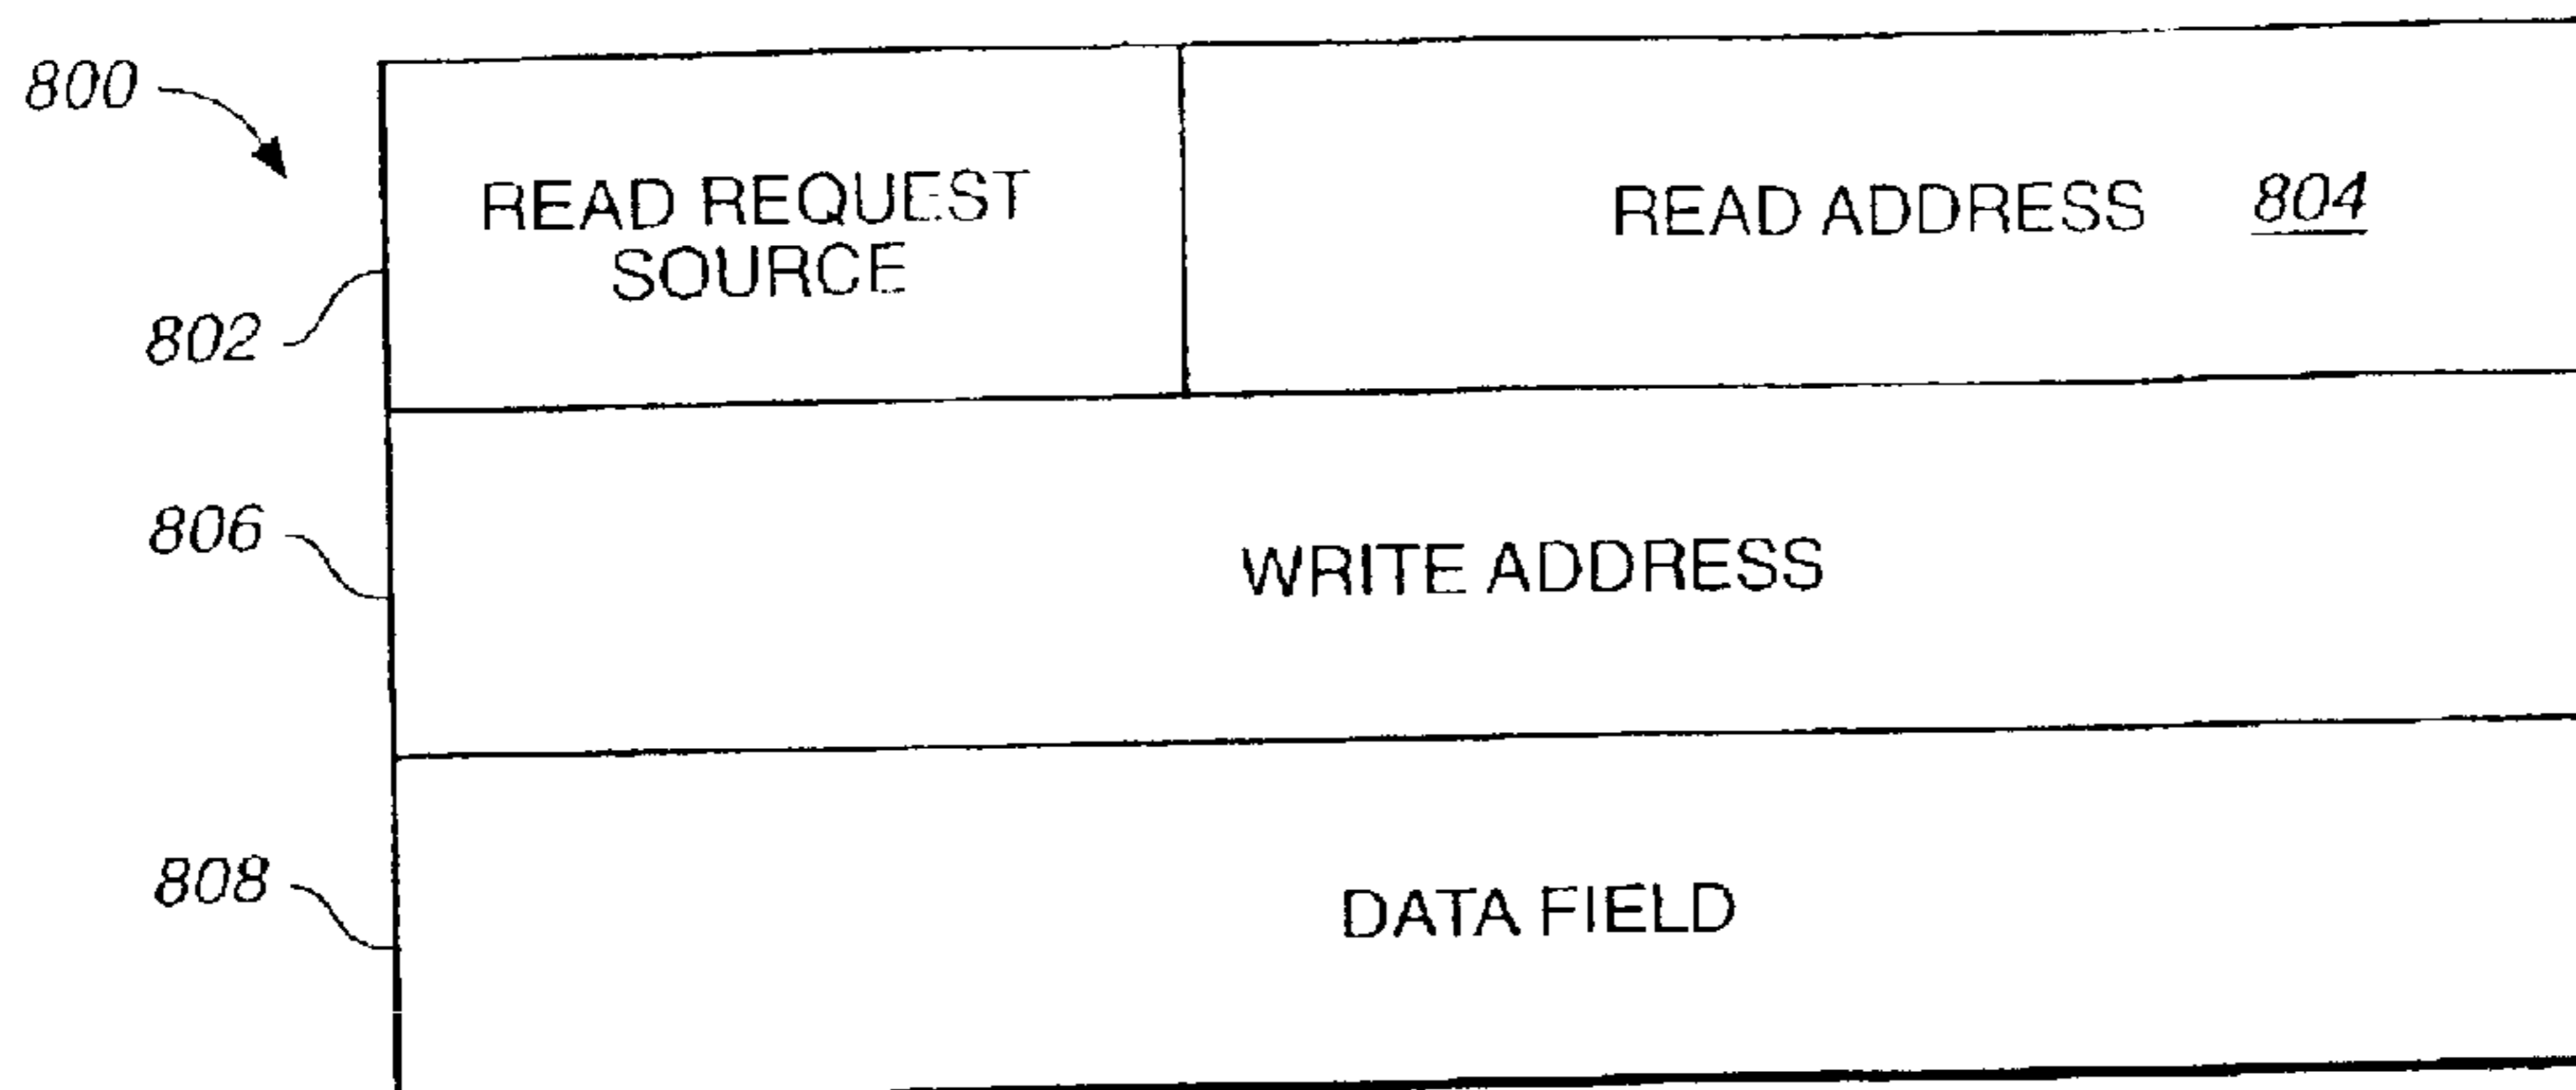 800
READ REQUEST
SOURCE
READ ADDRESS 804
802
806
WRITE ADDRESS
808
DATA FIELD